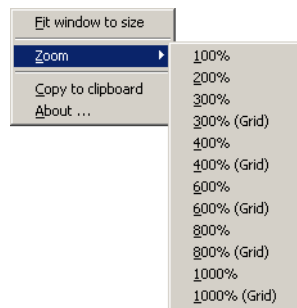 Fit window to size
Zoom
Copy to clipboard
About ...
100%
200%
300%
300% (Grid)
400%
400% (Grid)
600%
600% (Grid)
800%
800% (Grid)
1000%
1000% (Grid)